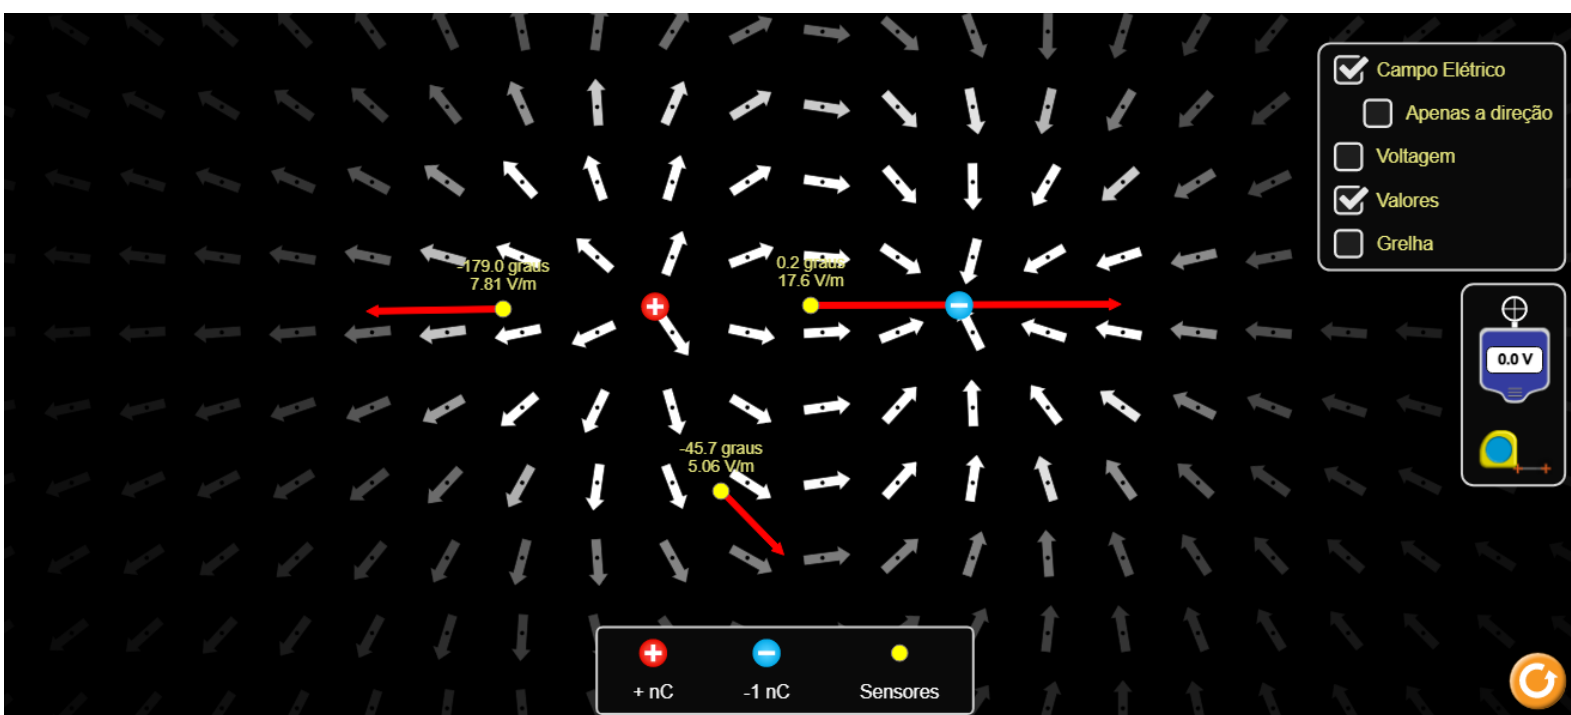 Campo Elétrico
Apenas a direção
Voltagem
Valores
Grelha
-179.0 graus
7.81 V/m
0.2 graus
17.6 V/m
0.0 V
-45.7 graus
5.06 V/m
+ nC
-1 nC
Sensores